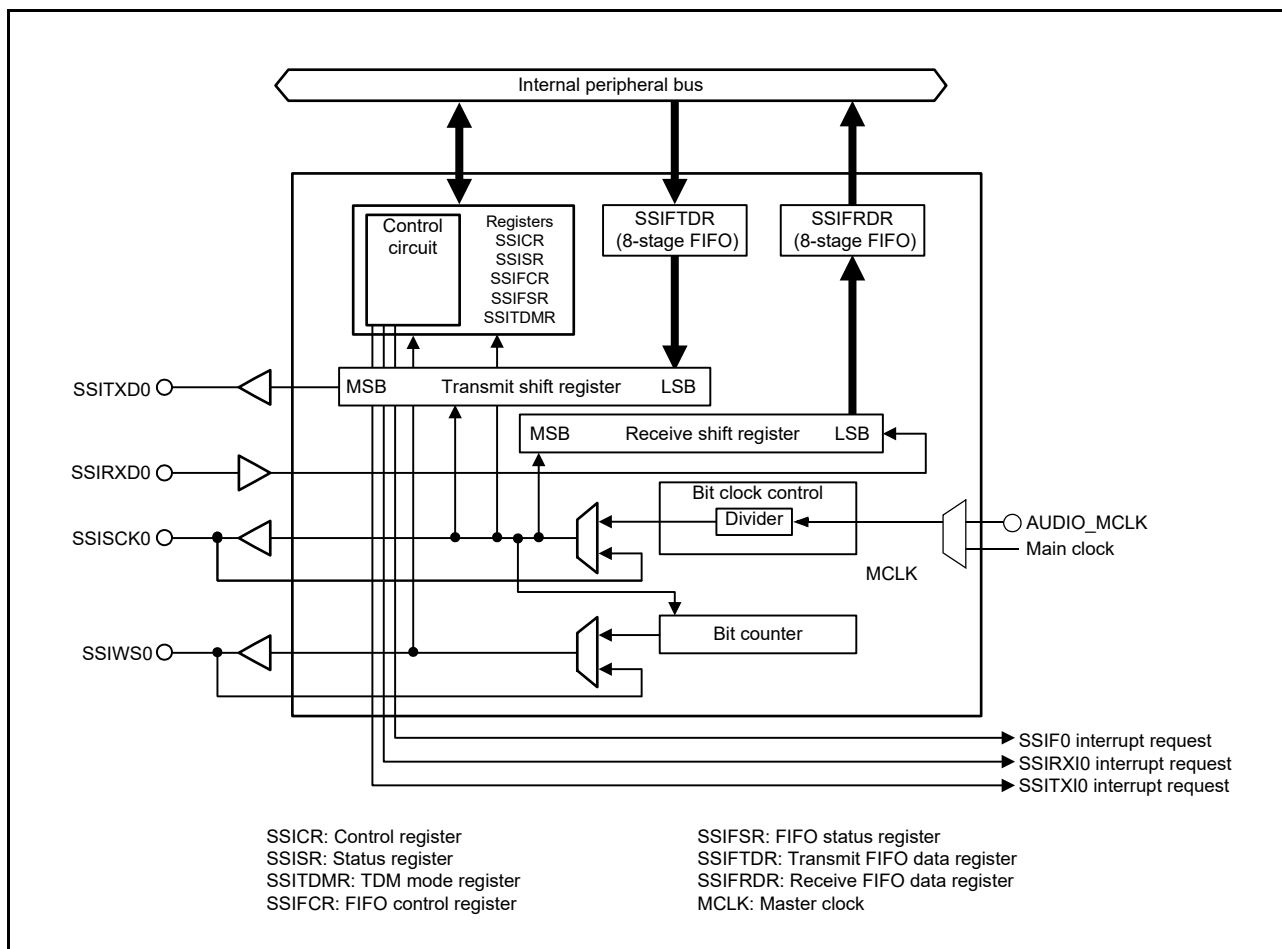 Internal peripheral bus
Control
circuit
Registers
SSICR
SSISR
SSIFCR
SSIFSR
SSITDMR
SSIFTDR
(8-stage FIFO)
SSIFRDR
(8-stage FIFO)
SSITXD0
MSB Transmit shift register LSB
MSB Receive shift register LSB
SSIRXD0
Bit clock control
Divider
SSISCK0
AUDIO_MCLK
Main clock
MCLK
Bit counter
SSIWS0
SSIF0 interrupt request
SSIRXI0 interrupt request
SSITXI0 interrupt request
SSICR: Control register
SSISR: Status register
SSITDMR: TDM mode register
SSIFCR: FIFO control register
SSIFSR: FIFO status register
SSIFTDR: Transmit FIFO data register
SSIFRDR: Receive FIFO data register
MCLK: Master clock